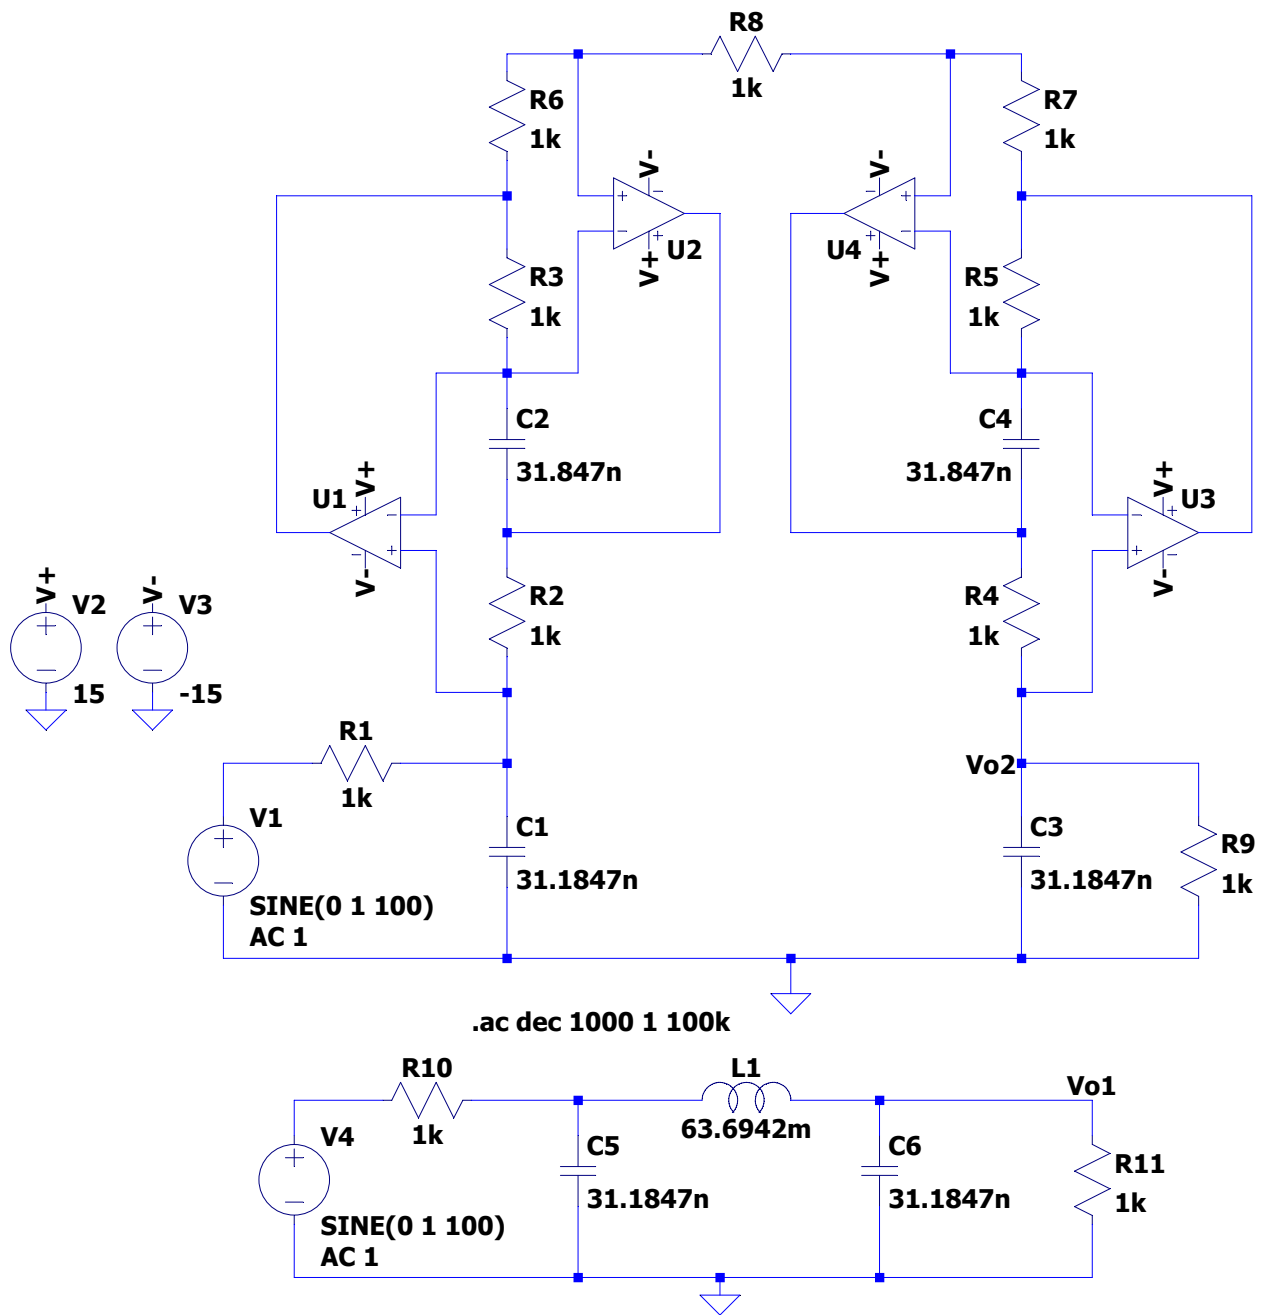 R8
1k
R6
1k
R7
1k
V-
V-
U2
V+
U4
V+
R3
1k
R5
1k
C2
31.847n
C4
31.847n
U1
V+
V-
V+
U3
V-
R2
1k
R4
1k
V+
V2
15
V-
V3
-15
R1
1k
Vo2
V1
SINE(0 1 100)
AC 1
C1
31.1847n
C3
31.1847n
R9
1k
.ac dec 1000 1 100k
R10
1k
L1
63.6942m
Vo1
V4
SINE(0 1 100)
AC 1
C5
31.1847n
C6
31.1847n
R11
1k